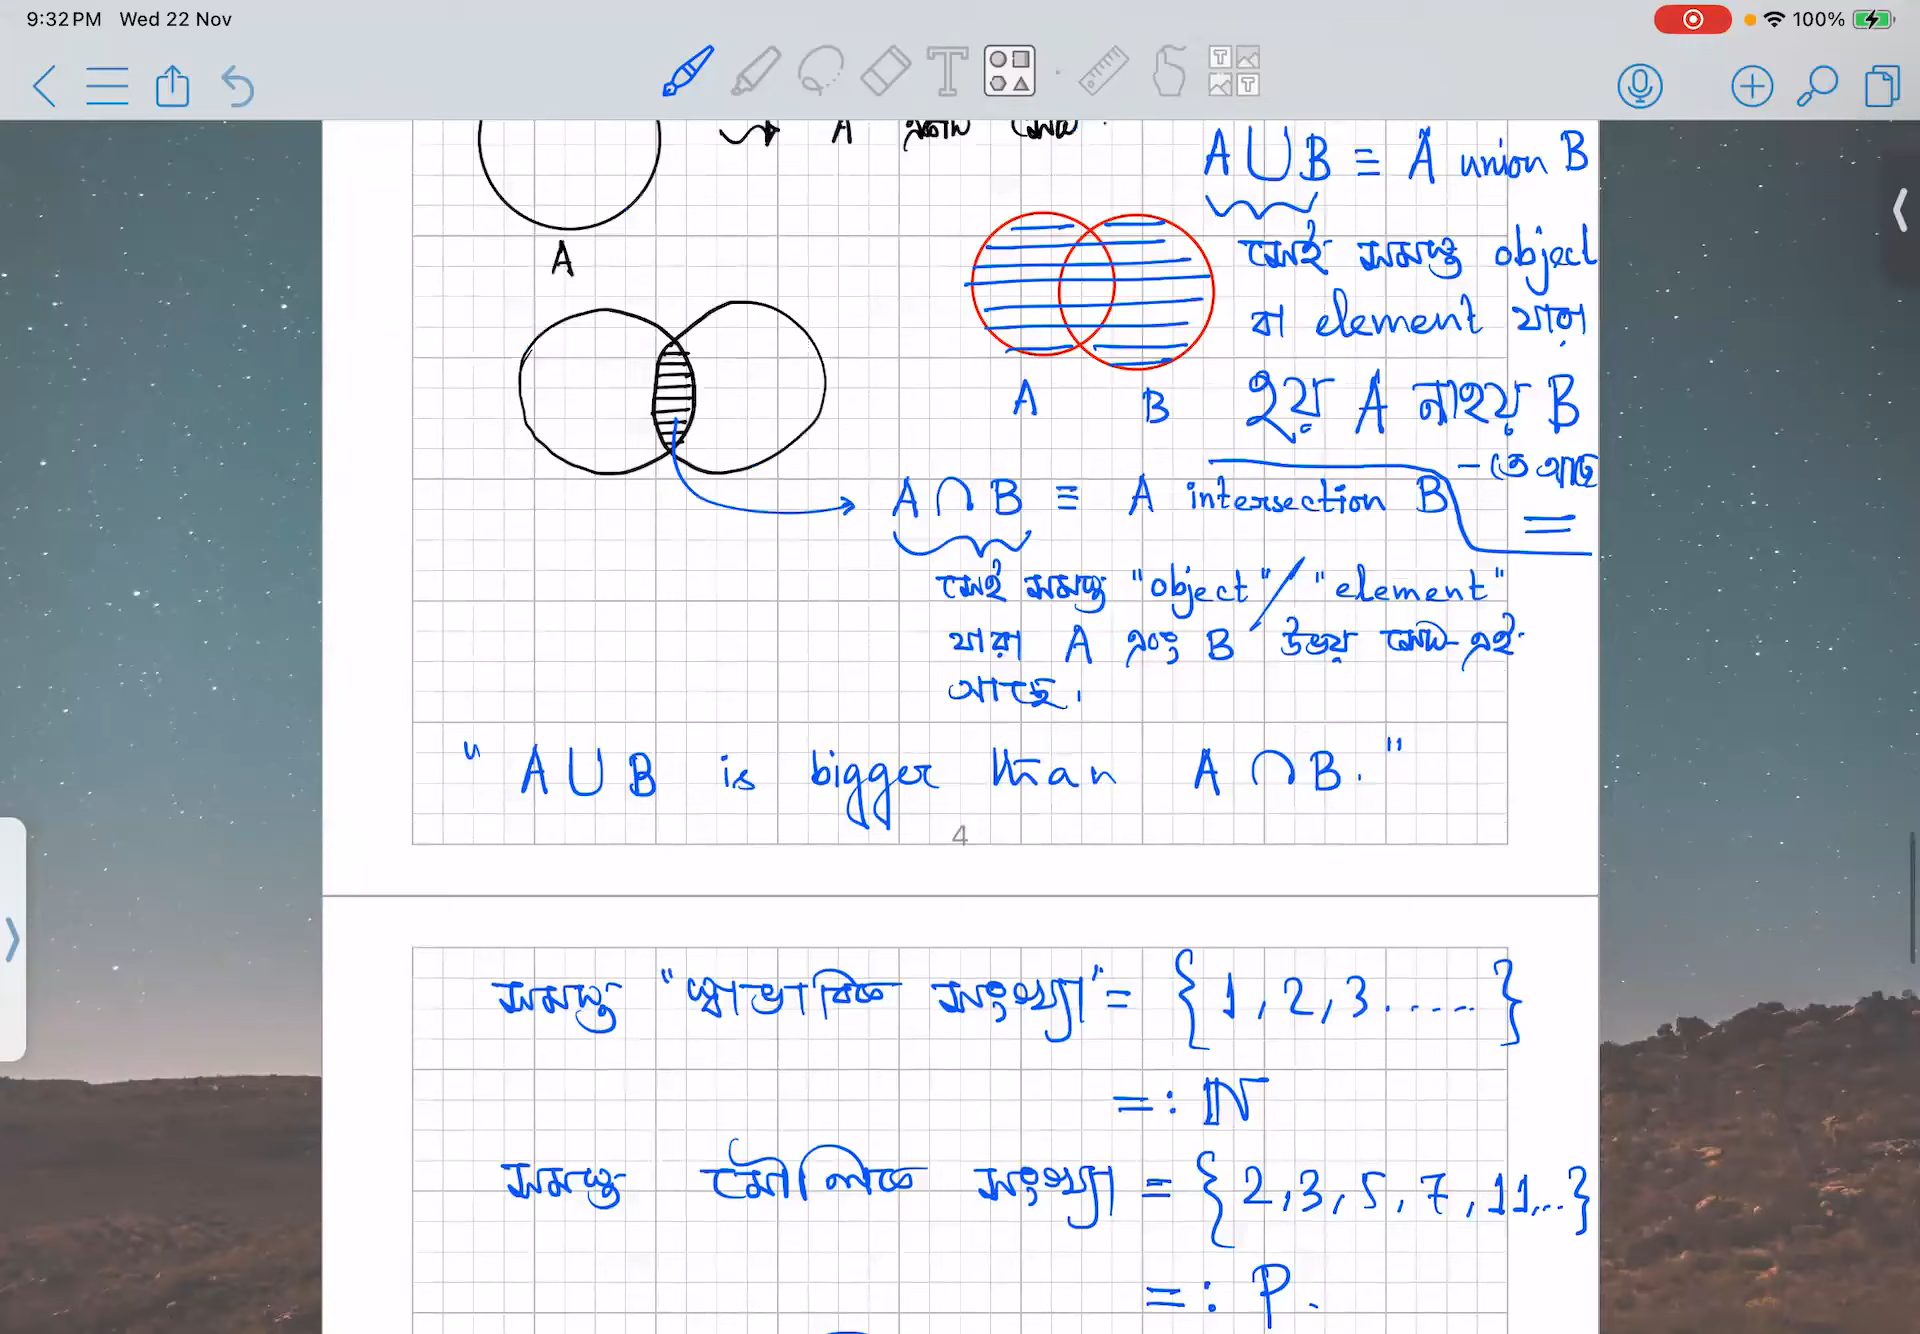 9:32 PM Wed 22 Nov
100%
A নামক সেট
A ∪ B ≡ A union B
A
সেই সমস্ত object
বা element যারা
হয় A নাহয় B
-তে আছে
A B
A ∩ B ≡ A intersection B
=
সেই সমস্ত "object" / "element"
যারা A এবং B উভয় সেট-এই
আছে।
" A ∪ B is bigger than A ∩ B. "
4
সমস্ত "স্বাভাবিক সংখ্যা" = { 1, 2, 3 ..... }
=: ℕ
সমস্ত মৌলিক সংখ্যা = { 2, 3, 5, 7, 11... }
=: P.